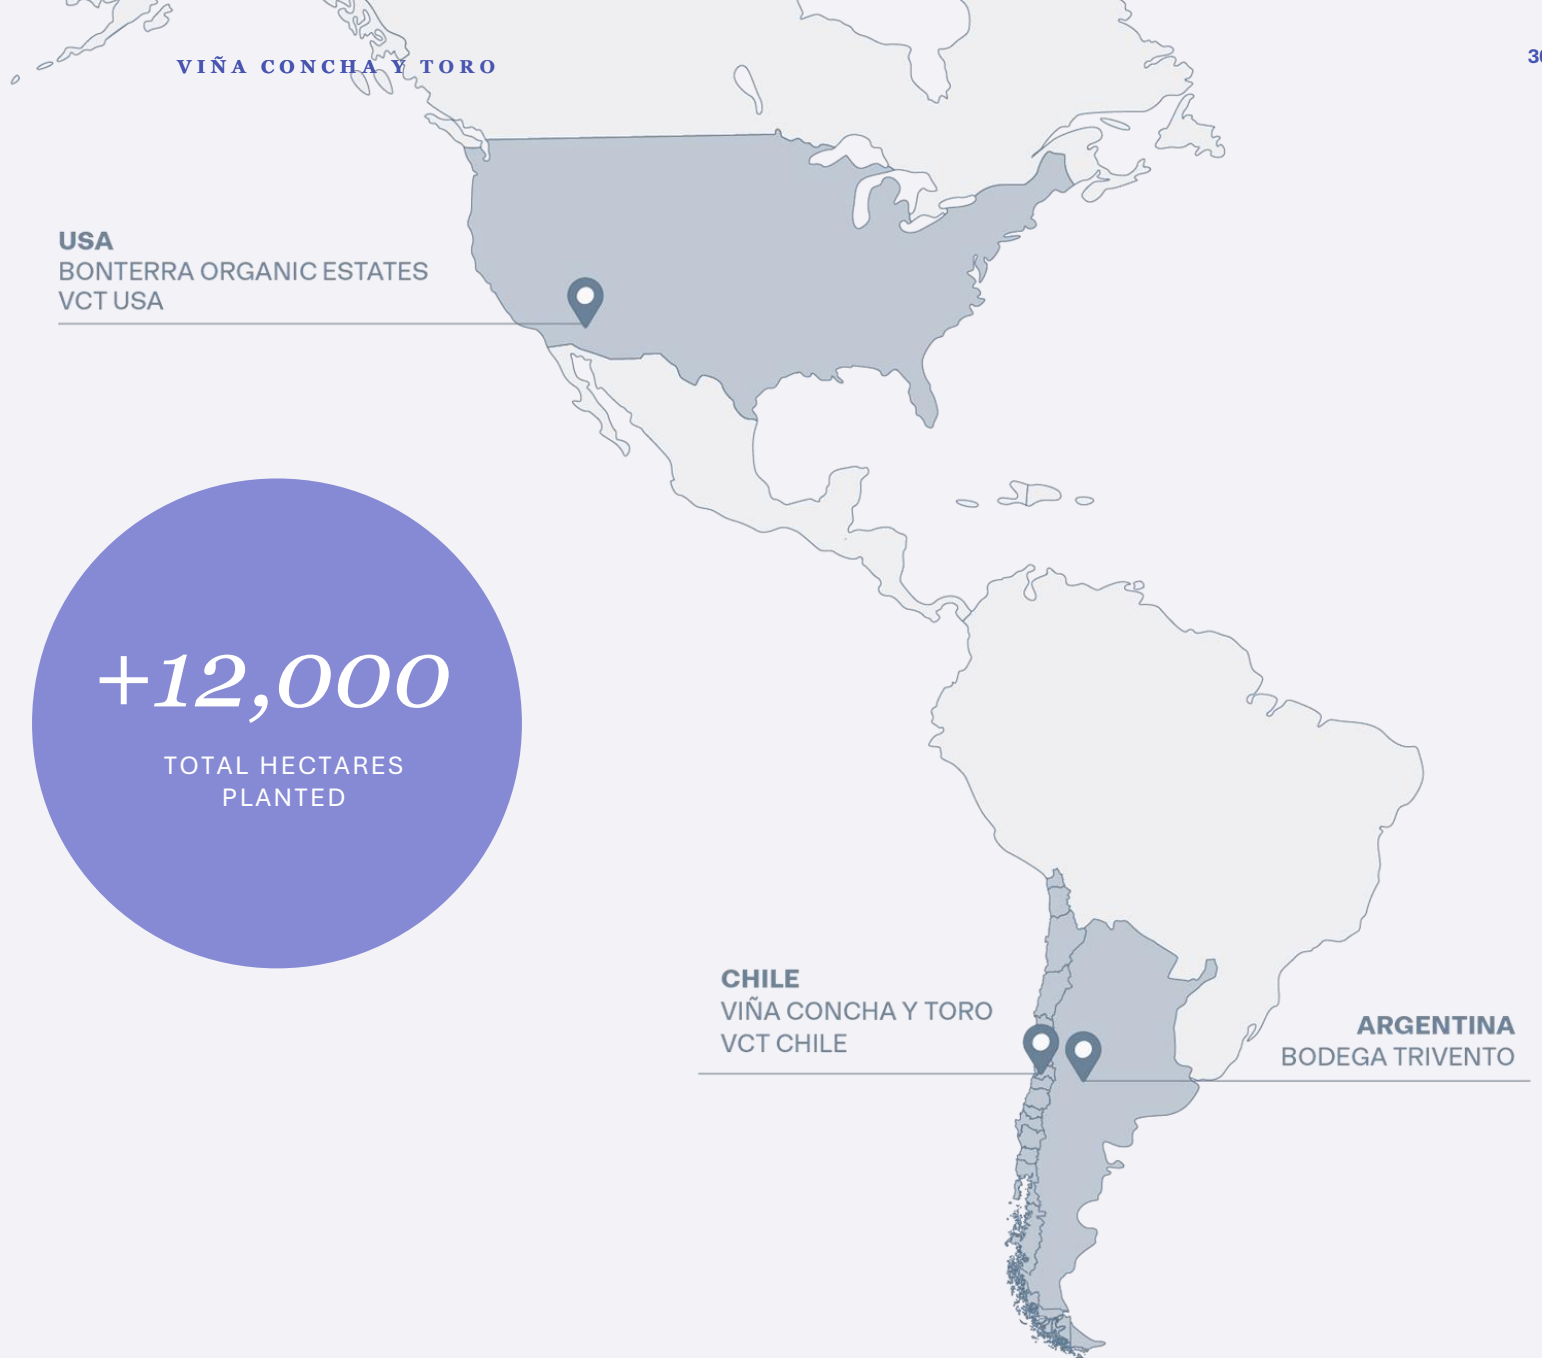 VIÑA CONCHA Y TORO
USA
BONTERRA ORGANIC ESTATES
VCT USA
+12,000
TOTAL HECTARES
PLANTED
CHILE
VIÑA CONCHA Y TORO
VCT CHILE
ARGENTINA
BODEGA TRIVENTO